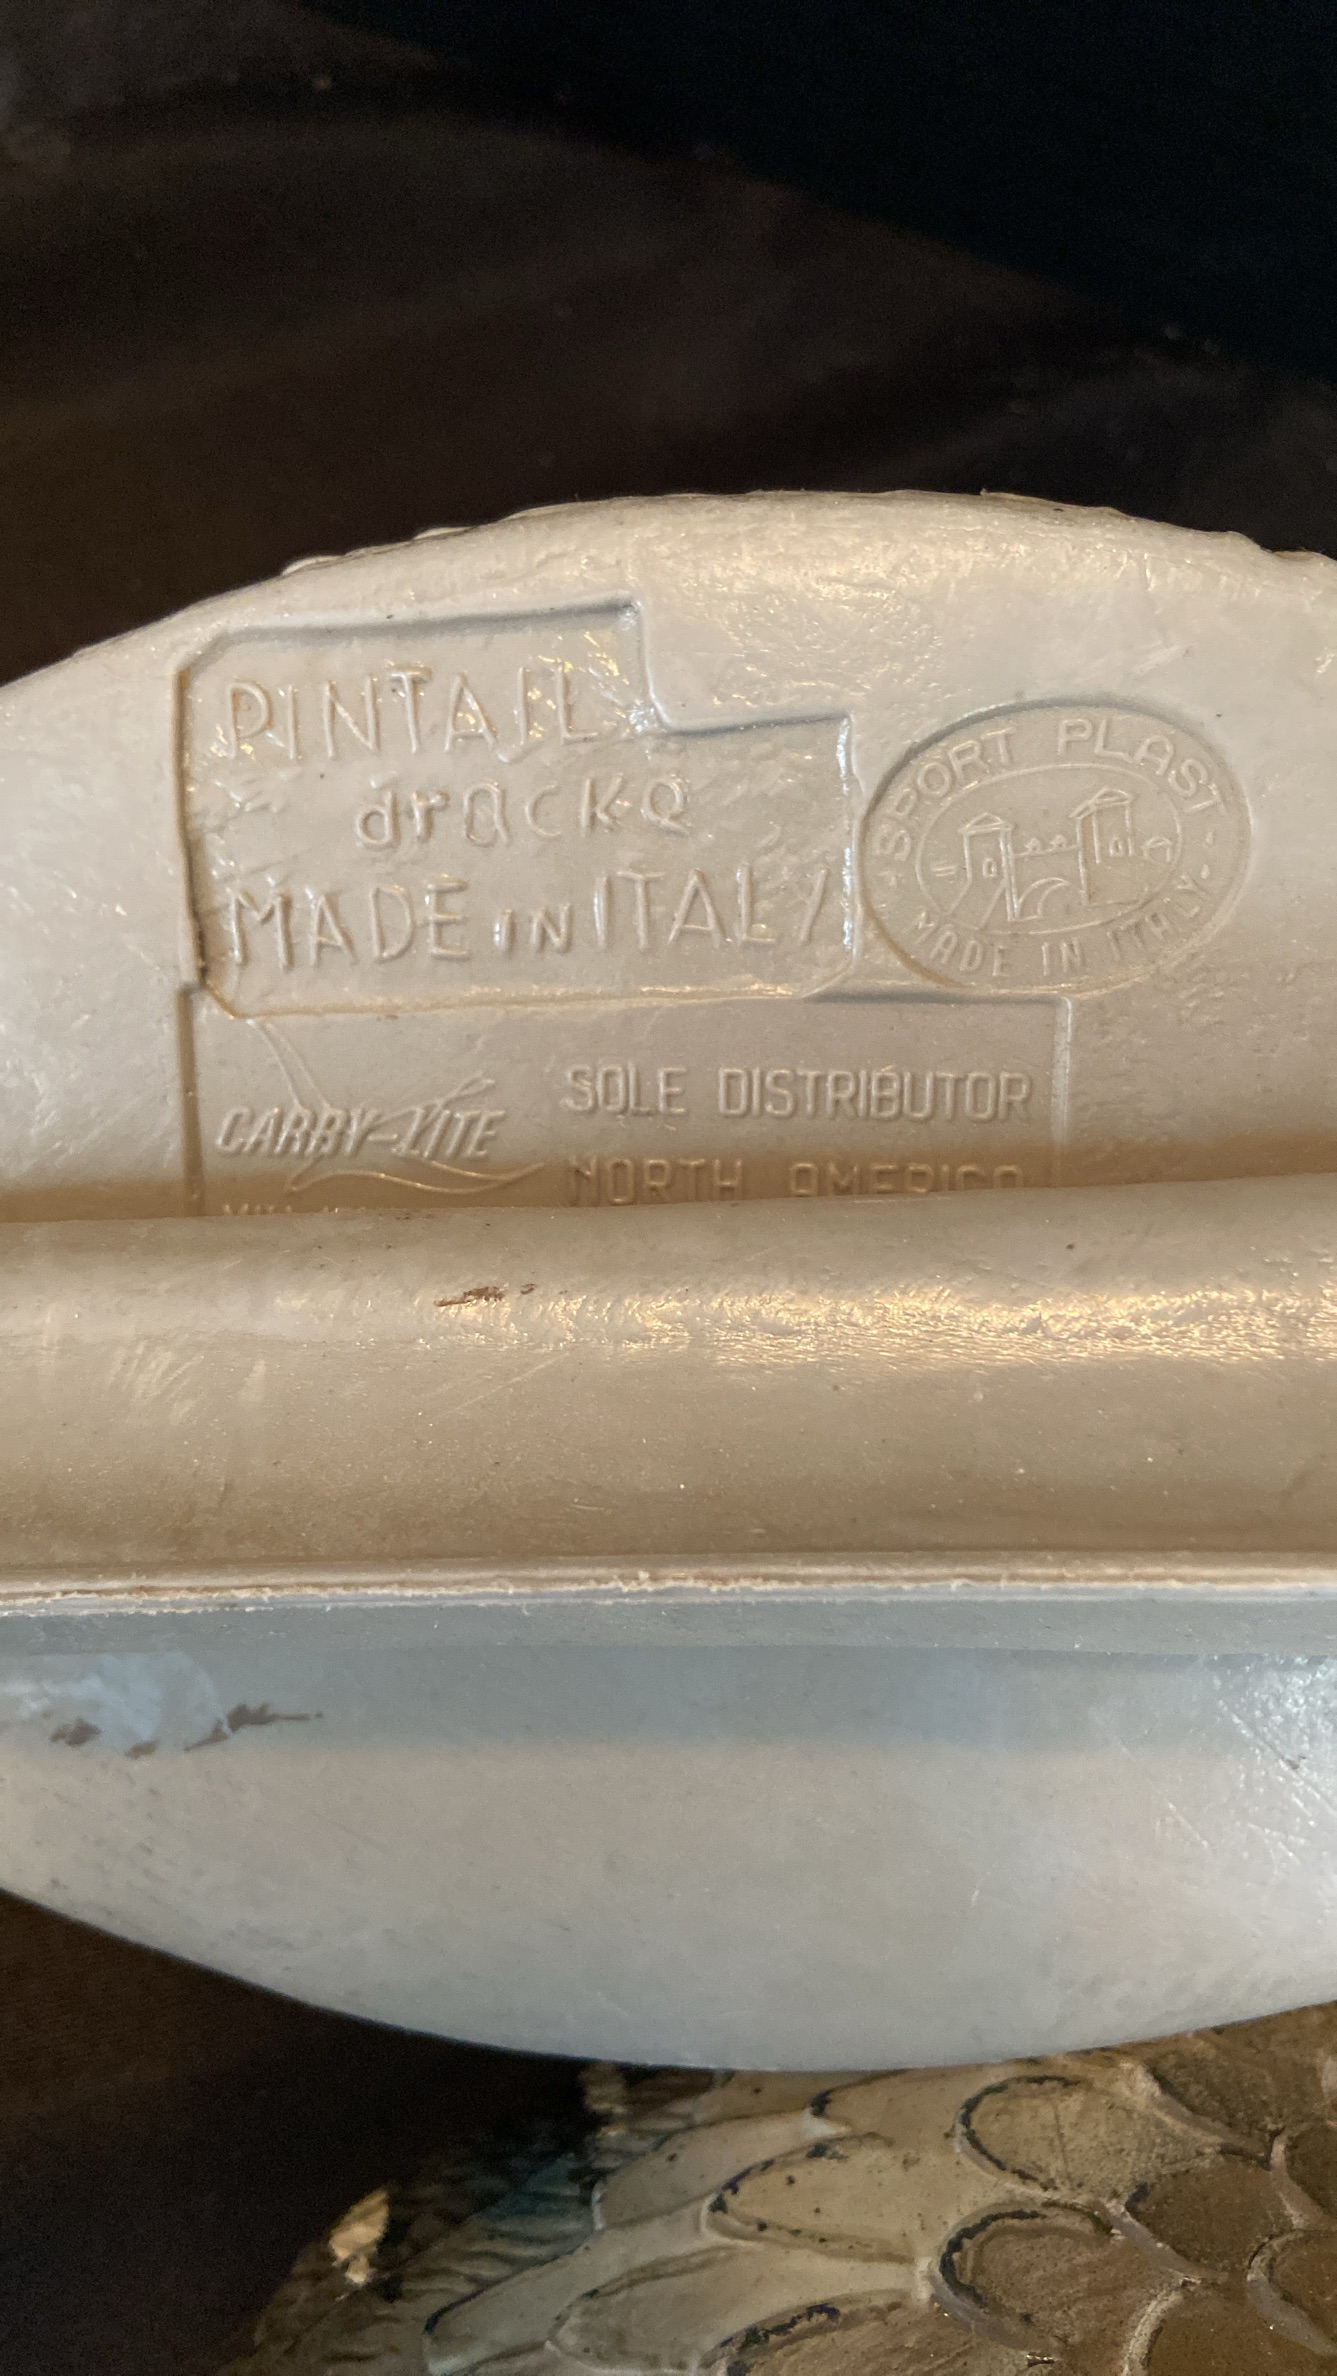 PINTAIL
dracke
MADE IN ITALY
SPORT PLAST
MADE IN ITALY
CARRY-LITE
SOLE DISTRIBUTOR
NORTH AMERICA